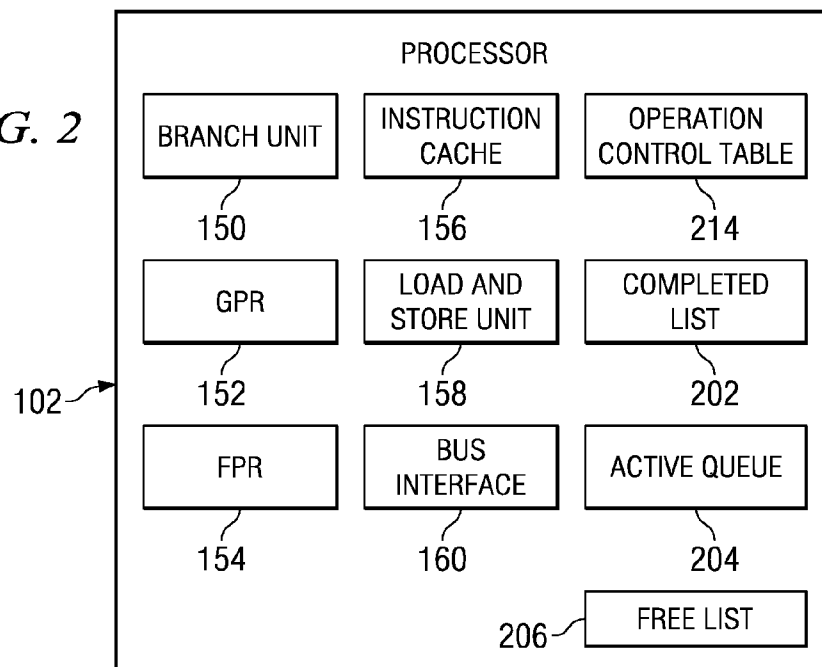 PROCESSOR
G. 2
BRANCH UNIT
INSTRUCTION
CACHE
OPERATION
CONTROL TABLE
150
156
214
GPR
LOAD AND
STORE UNIT
COMPLETED
LIST
102
152
158
202
FPR
BUS
INTERFACE
ACTIVE QUEUE
154
160
204
206
FREE LIST